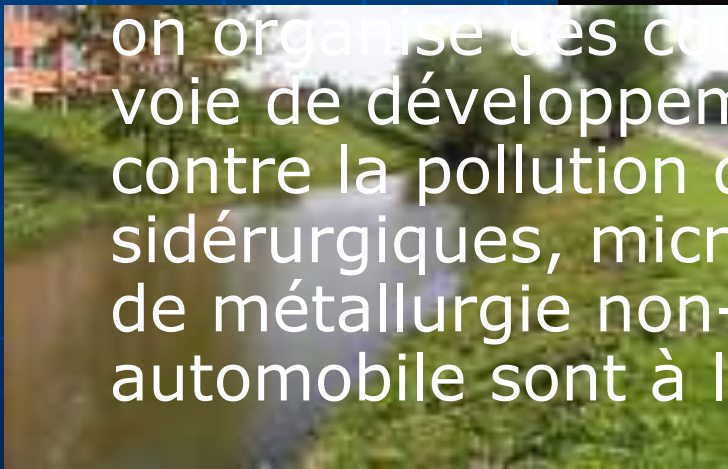 on organise des co
voie de développem
contre la pollution d
sidérurgiques, micr
de métallurgie non-
automobile sont à l